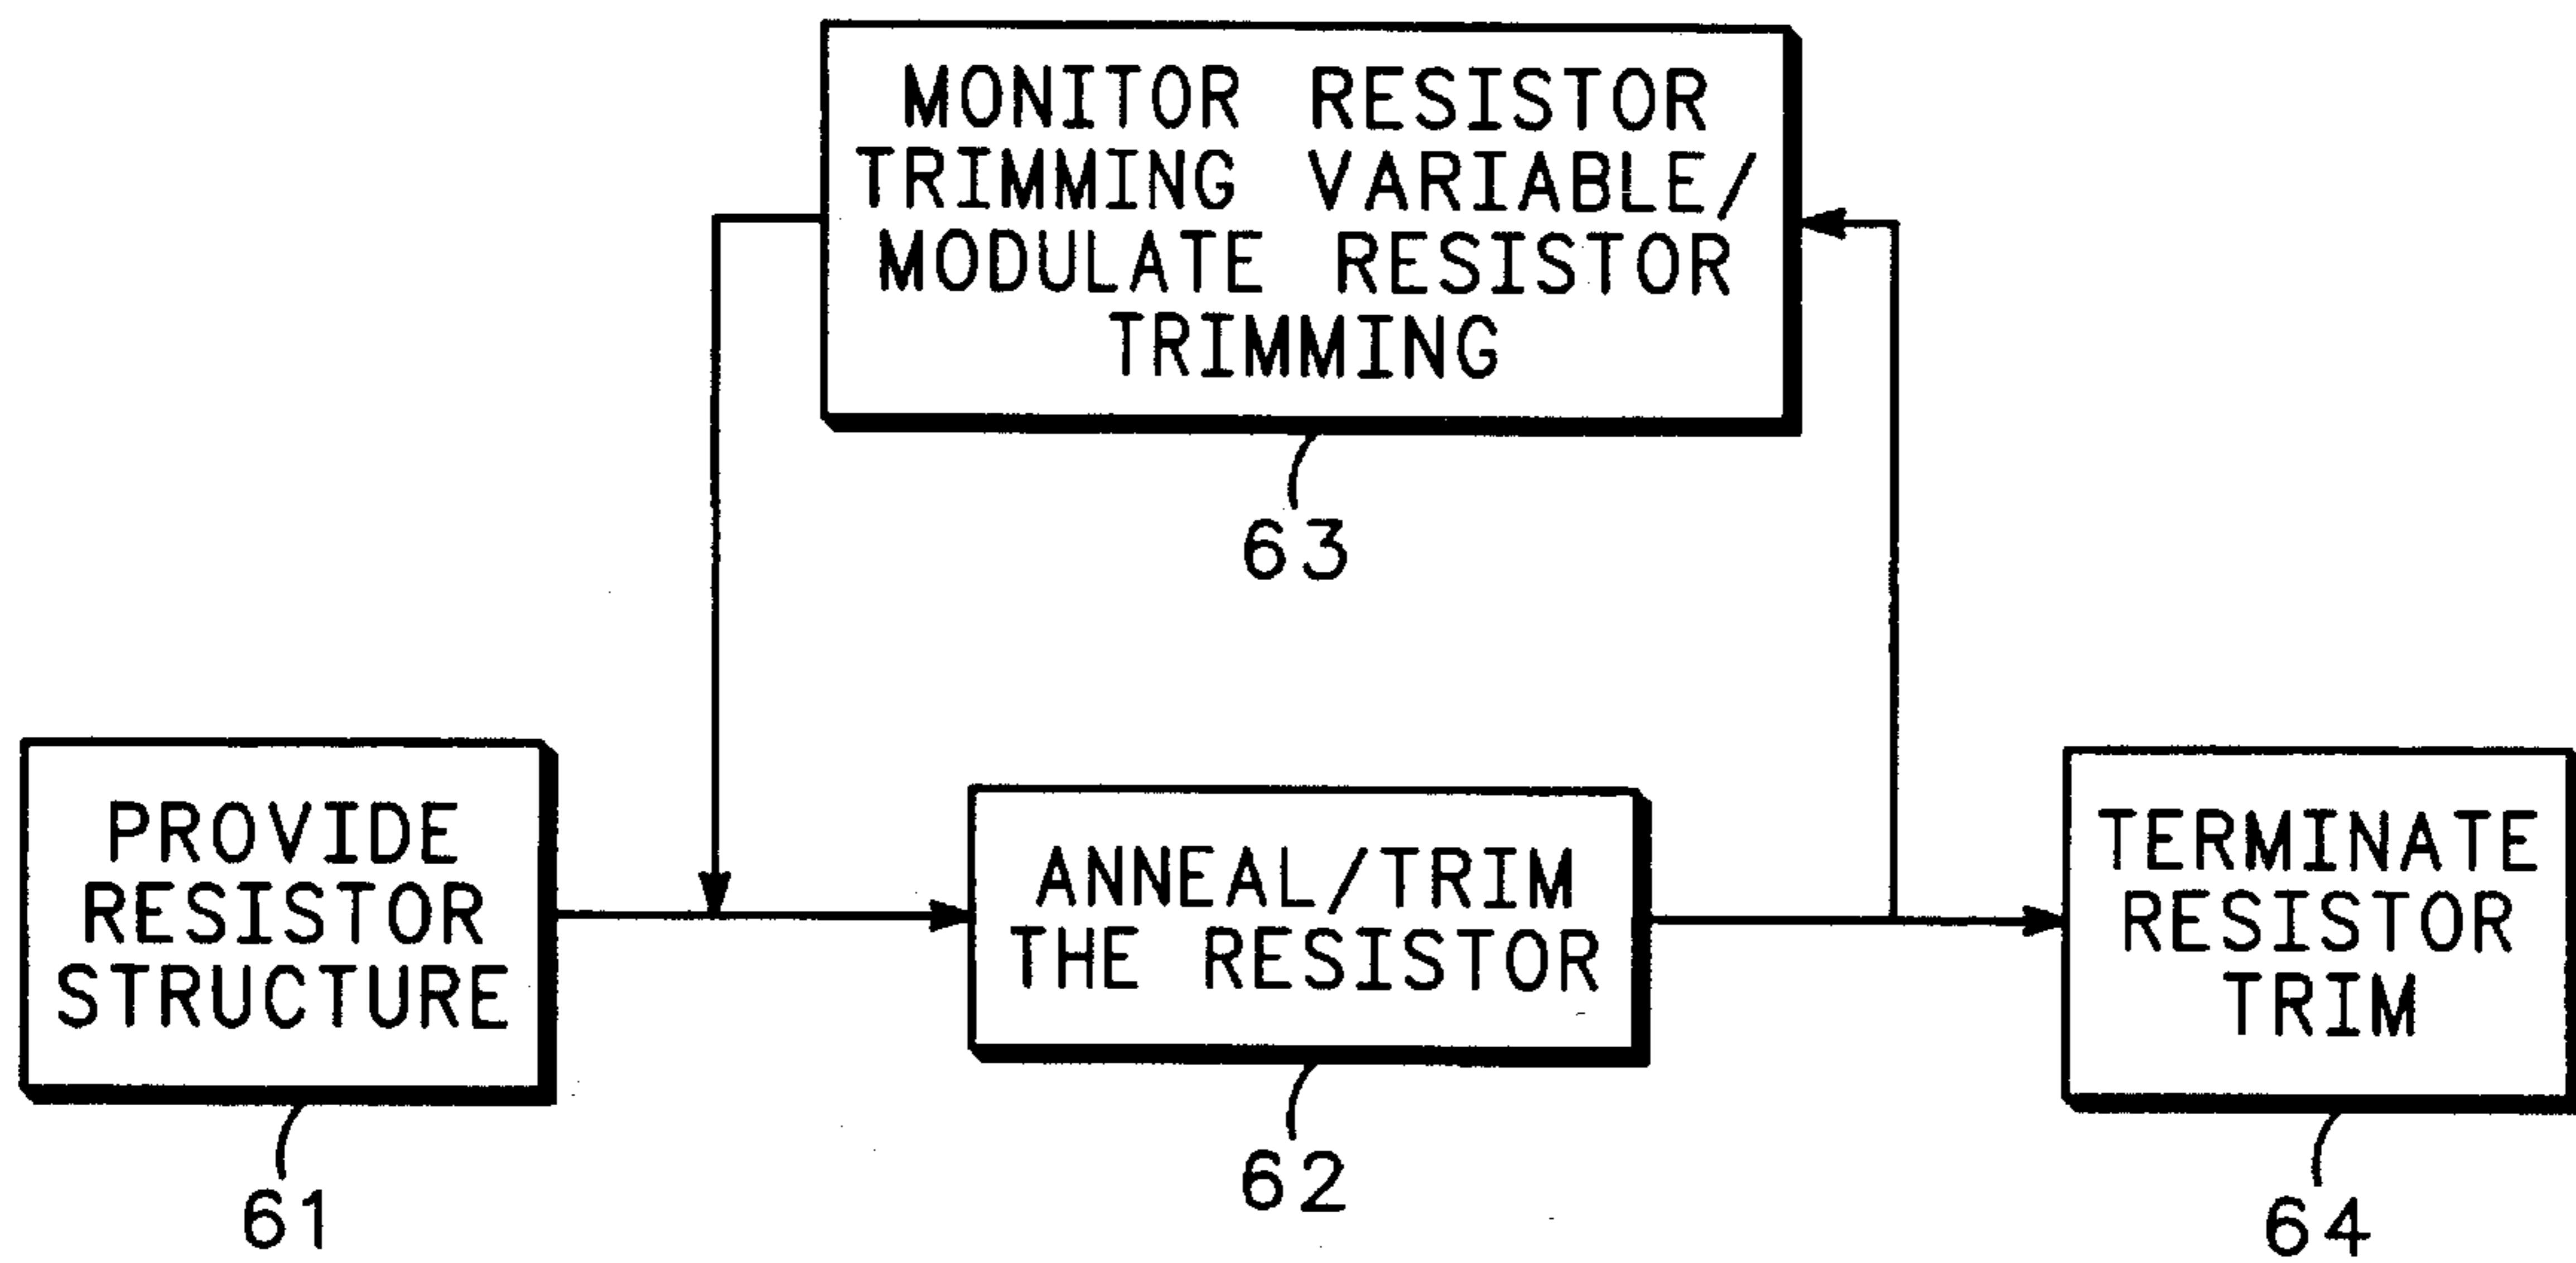 MONITOR RESISTOR
TRIMMING VARIABLE/
MODULATE RESISTOR
TRIMMING
63
PROVIDE
RESISTOR
STRUCTURE
61
ANNEAL/TRIM
THE RESISTOR
62
TERMINATE
RESISTOR
TRIM
64